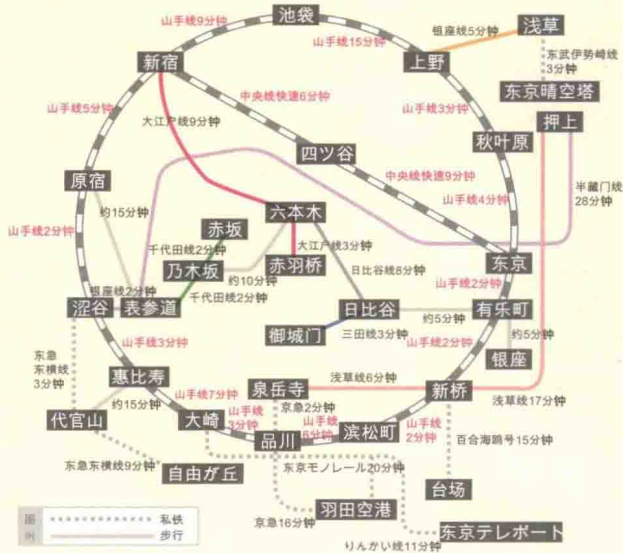 池袋
山手线9分钟
山手线15分钟
银座线5分钟
浅草
新宿
上野
东武伊势崎线
3分钟
中央线快速6分钟
山手线3分钟
东京晴空塔
大江户线9分钟
押上
山手线5分钟
四ツ谷
秋叶原
原宿
中央线快速9分钟
半藏门线
28分钟
山手线4分钟
约15分钟
六本木
赤坂
山手线2分钟
千代田线2分钟
大江户线3分钟
东京
乃木坂
约10分钟
赤羽桥
日比谷线8分钟
山手线2分钟
银座线2分钟
千代田线2分钟
涩谷
表参道
日比谷
有乐町
御城门
三田线3分钟
约5分钟
约5分钟
山手线3分钟
山手线2分钟
银座
东急
东横线
3分钟
惠比寿
泉岳寺
浅草线6分钟
新桥
约15分钟
山手线7分钟
京急2分钟
浅草线17分钟
代官山
大崎
山手线
3分钟
山手线
6分钟
滨松町
山手线
2分钟
品川
百合海鸥号15分钟
东急东横线9分钟
自由が丘
东京モノレール20分钟
台场
羽田空港
京急16分钟
东京テレポート
りんかい线11分钟
图例
私铁
步行